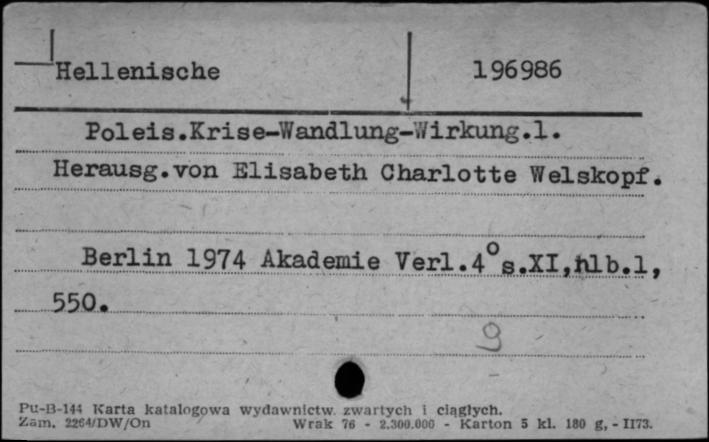 Hellenische 196986
Poleis.Krise-Wandlung-Wirkung.1.
Herausg.von Elisabeth Charlotte Welskopf.
Berlin 1974 Akademie Verl.4° s.XI,nlb.1,
550.
Pu-B-144 Karta katalogowa wydawnictw. zwartych i ciągłych.
Zam. 2264/DW/On Wrak 76 - 2.300.000 - Karton 5 kl. 180 g, - II73.